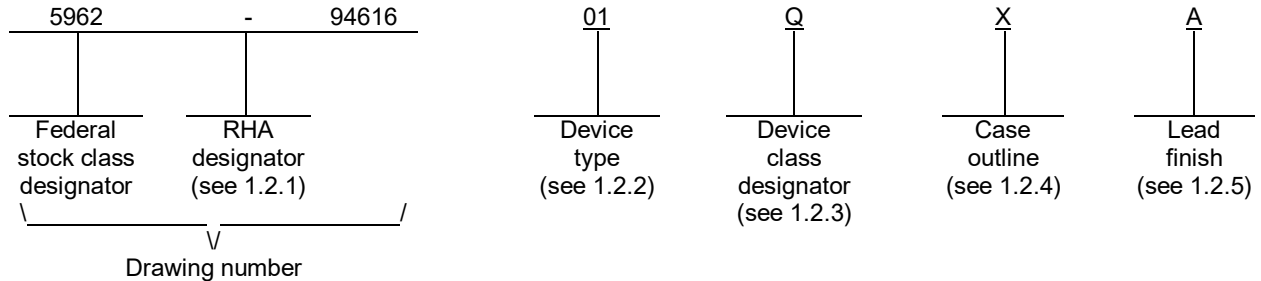 5962 - 94616 01 Q X A
Federal stock class designator
RHA designator (see 1.2.1)
Device type (see 1.2.2)
Device class designator (see 1.2.3)
Case outline (see 1.2.4)
Lead finish (see 1.2.5)
\ / \/
Drawing number